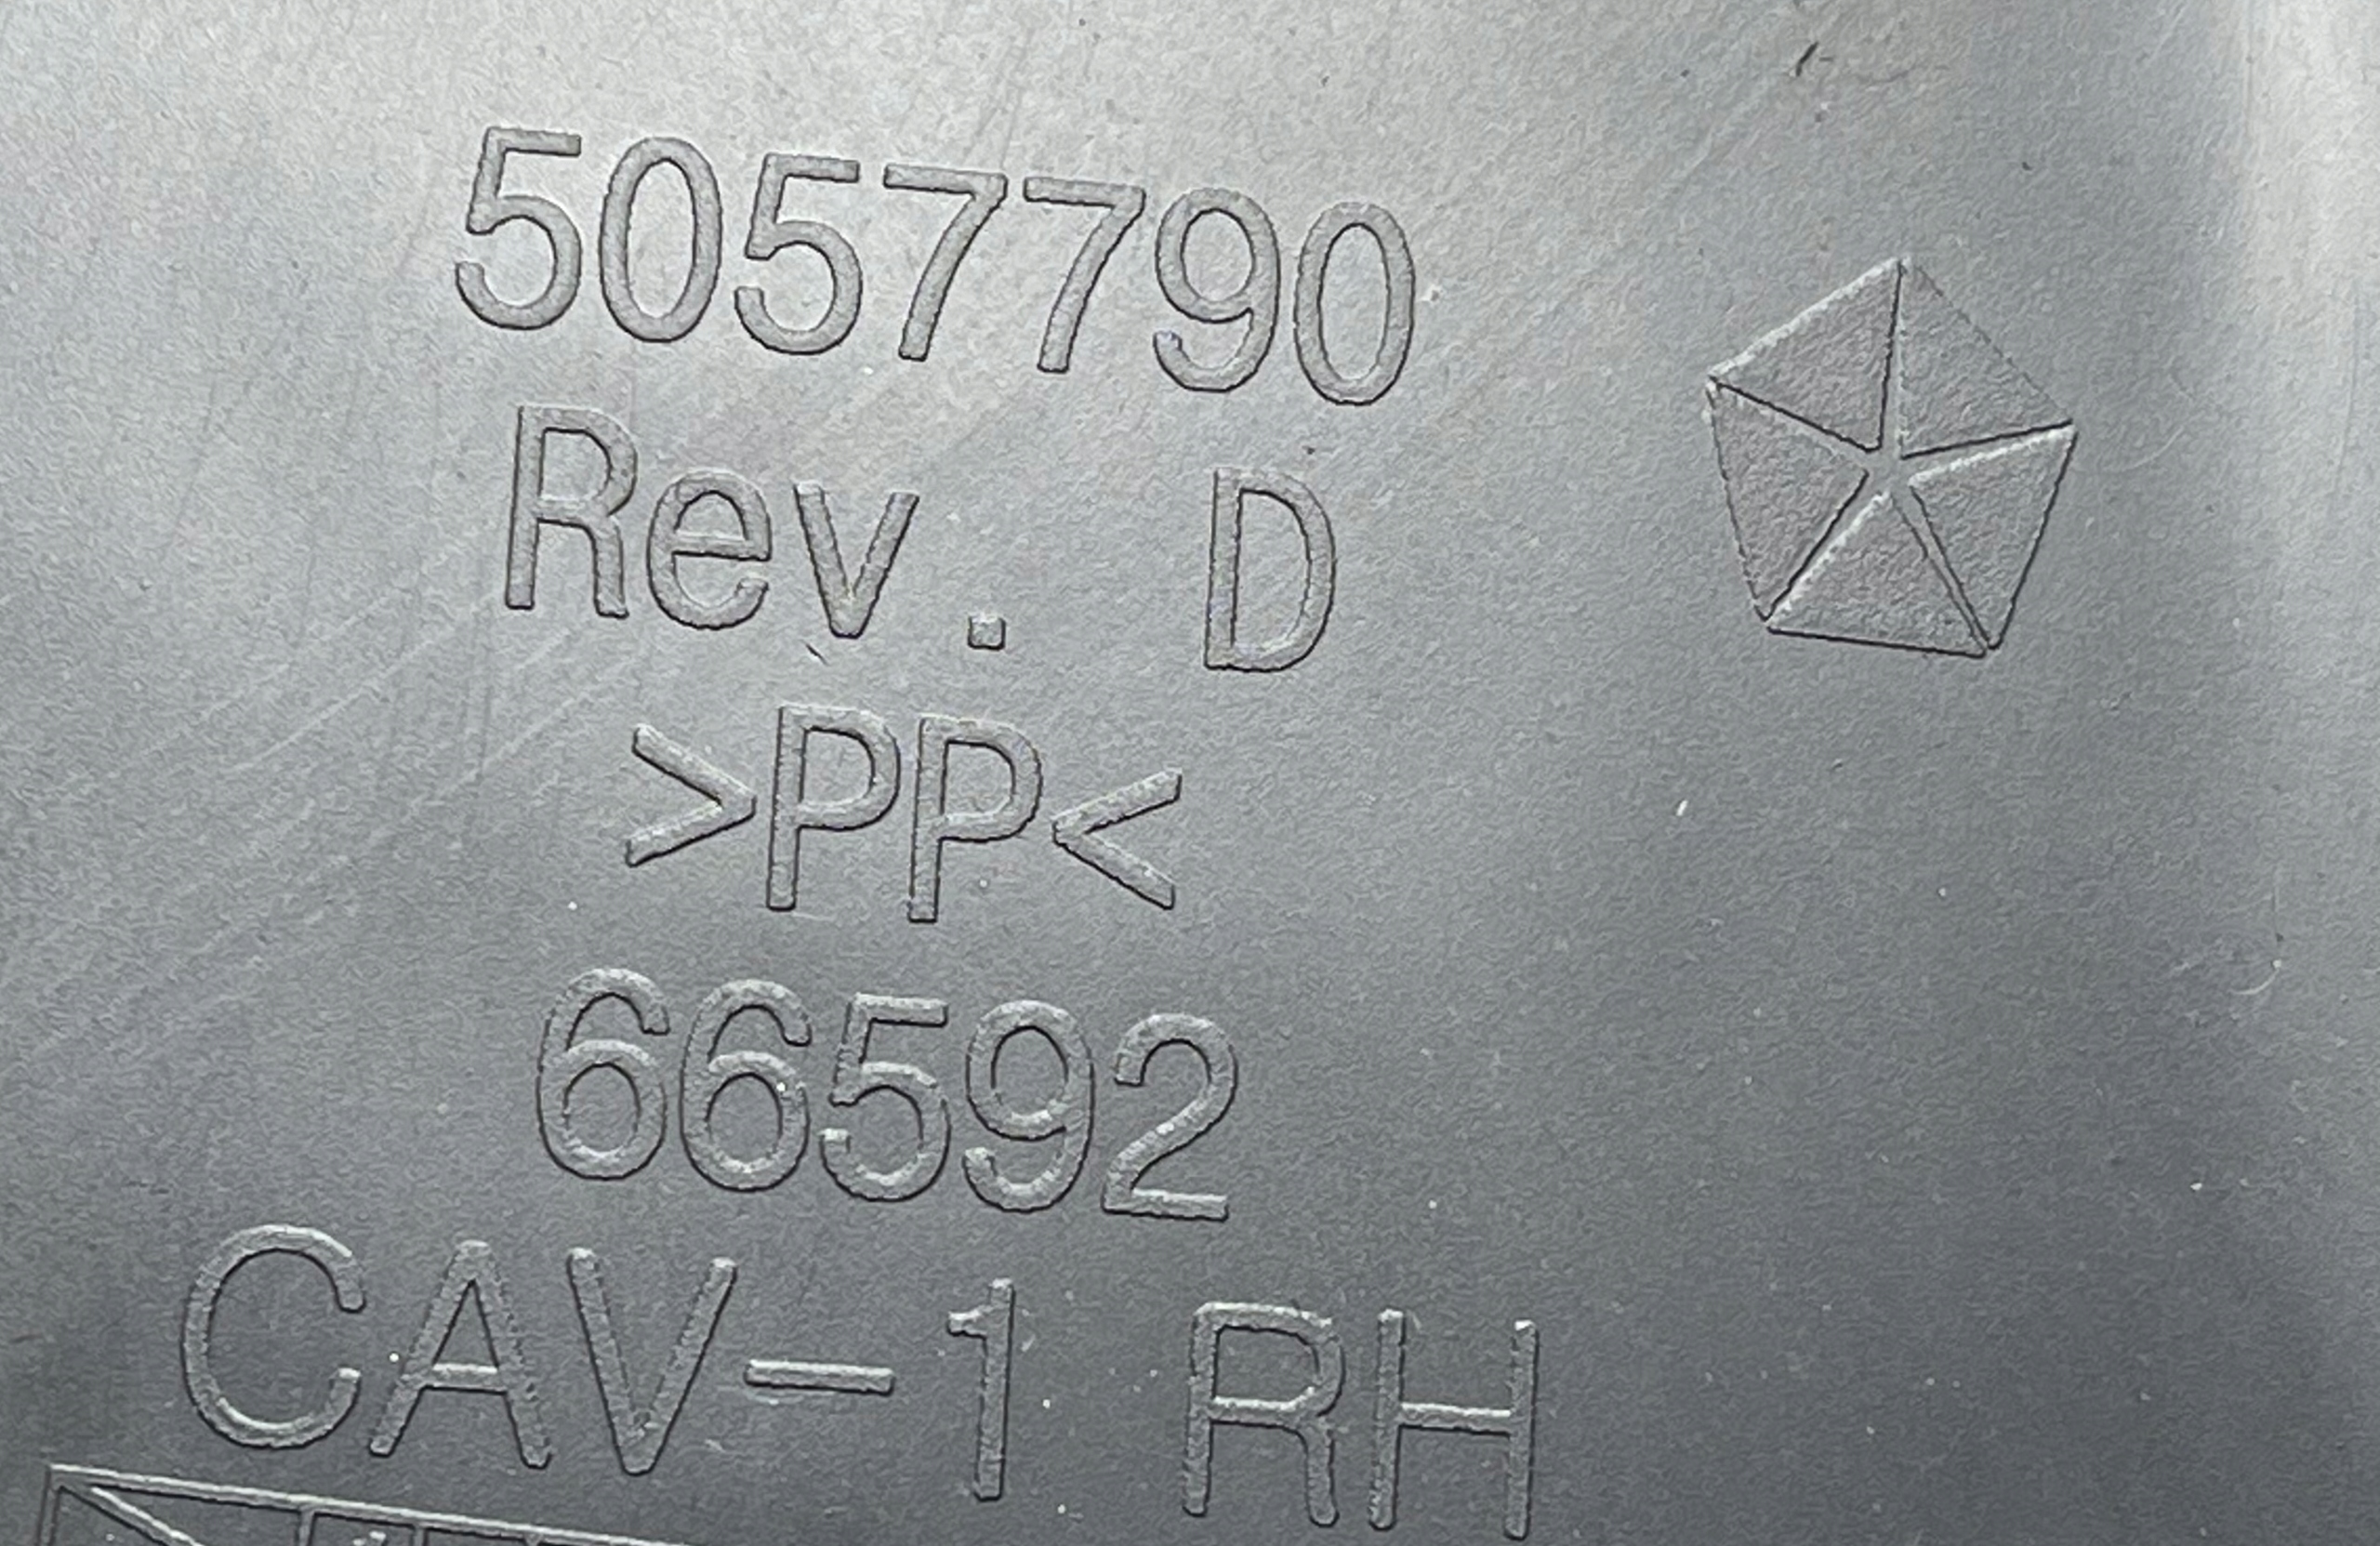 5057790
Rev. D
>PP<
66592
CAV-1 RH